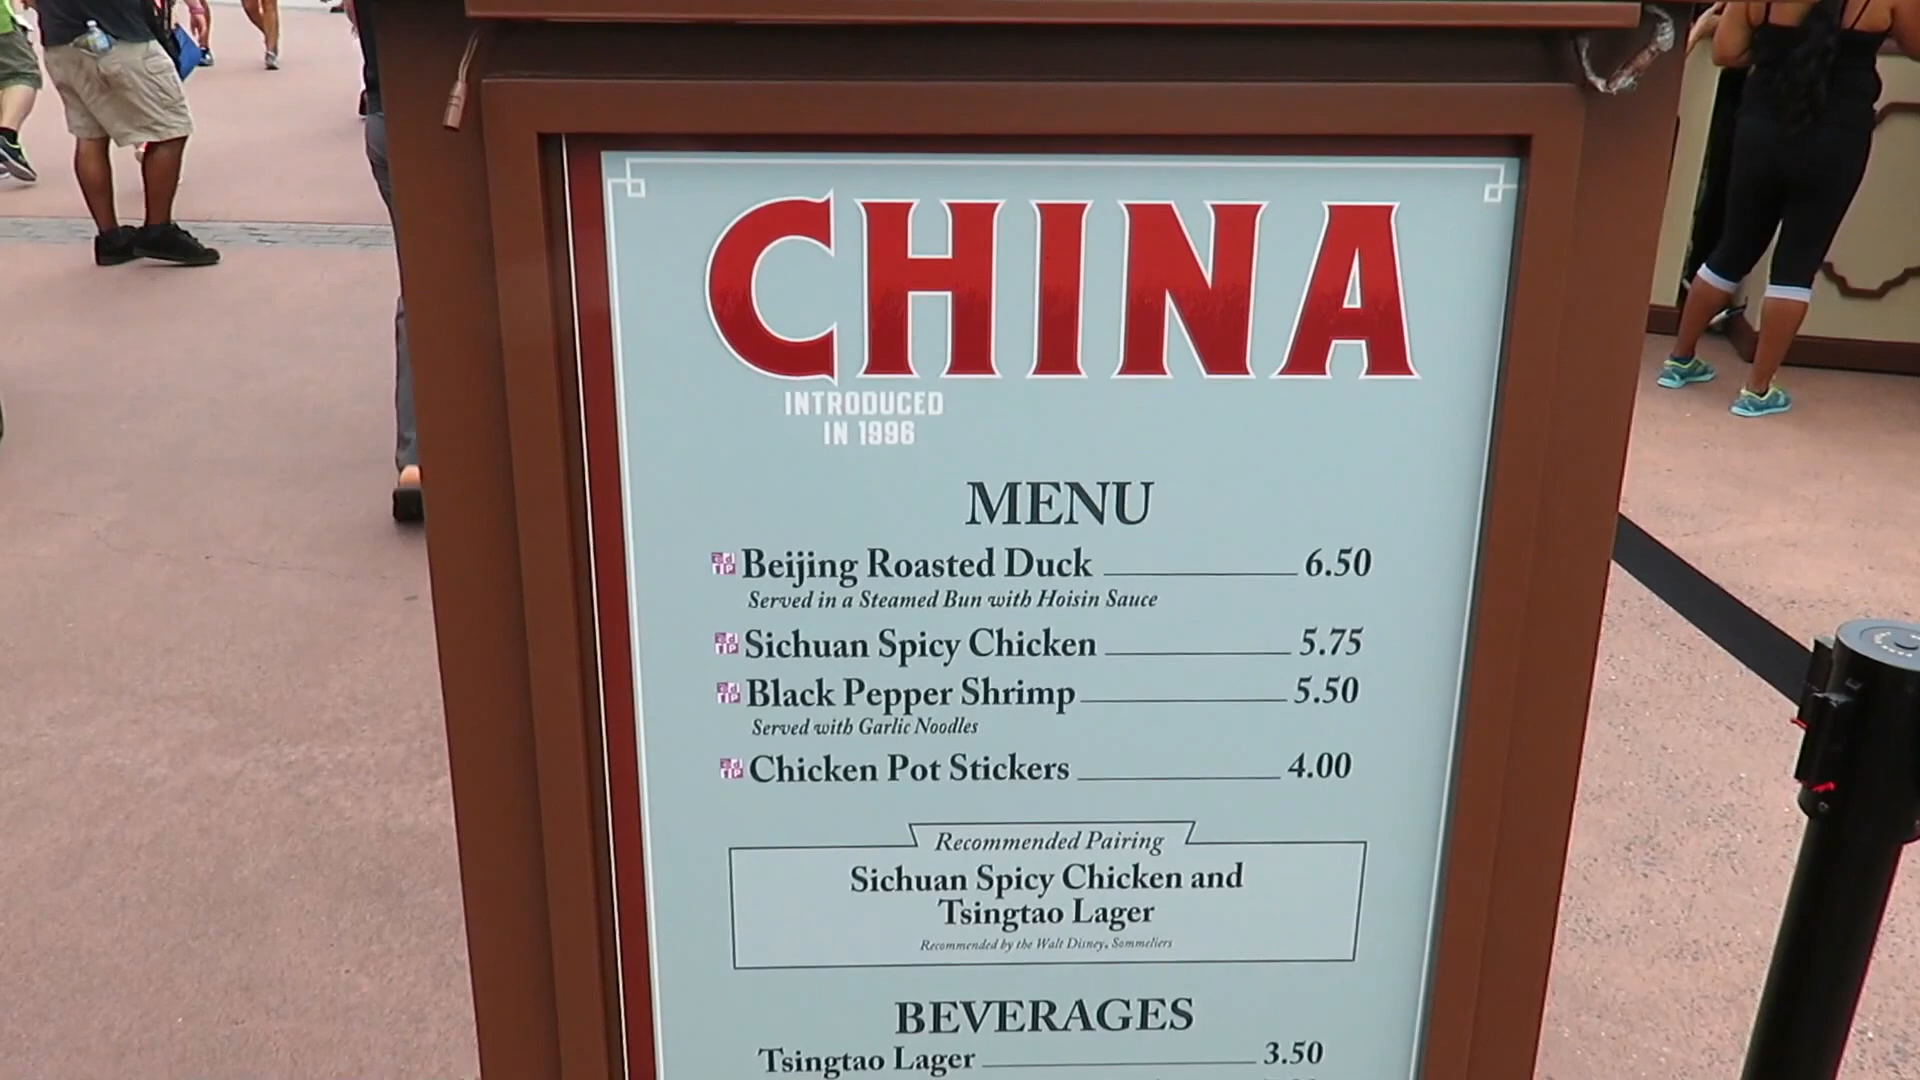 CHINA
INTRODUCED
IN 1996
MENU
Beijing Roasted Duck 6.50
Served in a Steamed Bun with Hoisin Sauce
Sichuan Spicy Chicken 5.75
Black Pepper Shrimp 5.50
Served with Garlic Noodles
Chicken Pot Stickers 4.00
Recommended Pairing
Sichuan Spicy Chicken and
Tsingtao Lager
Recommended by the Walt Disney, Sommeliers
BEVERAGES
Tsingtao Lager 3.50